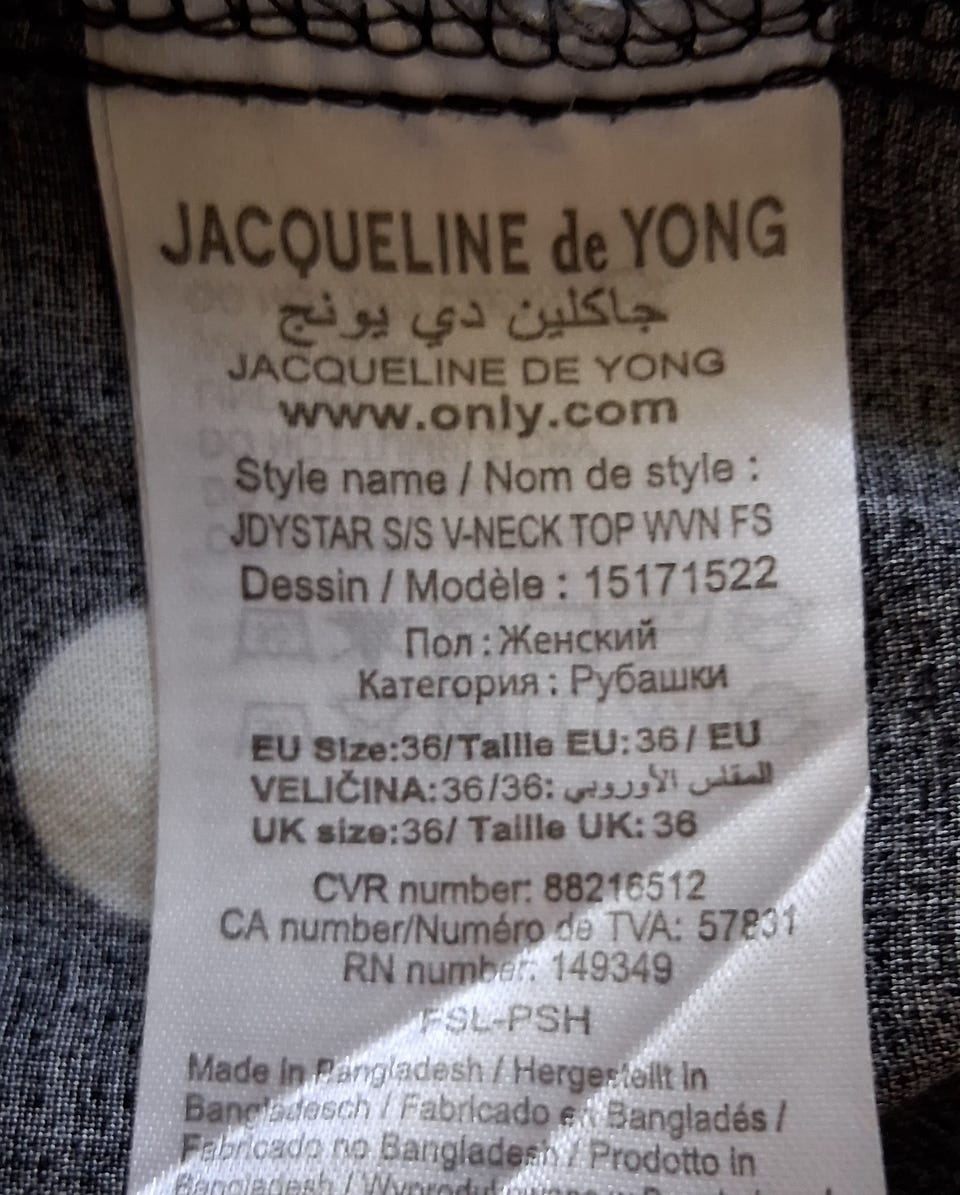 JACQUELINE de YONG
جاكلين دي يونج
JACQUELINE DE YONG
www.only.com
Style name / Nom de style :
JDYSTAR S/S V-NECK TOP WVN FS
Dessin / Modèle : 15171522
Пол : Женский
Категория : Рубашки
EU Size:36/Taille EU:36/ EU
VELIČINA:36/36: المقاس الأوروبي
UK size:36/ Taille UK:36
CVR number: 88216512
CA number/Numéro de TVA: 57831
RN number: 149349
FSL-PSH
Made in Bangladesh / Hergestellt in
Bangladesch / Fabricado en Bangladés /
Fabricado no Bangladesh / Prodotto in
Bangladesh /